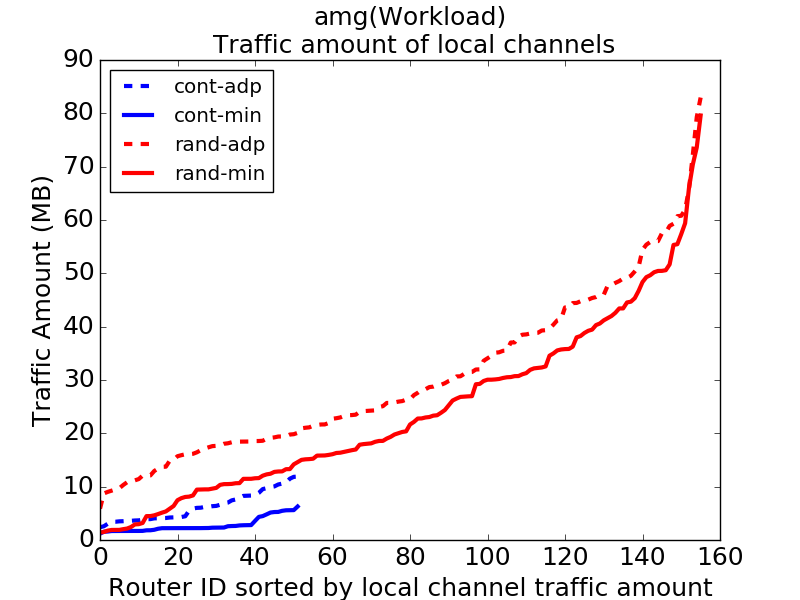 amg(Workload)
Traffic amount of local channels
cont-adp
cont-min
rand-adp
rand-min
Traffic Amount (MB)
90
80
70
60
50
40
30
20
10
0
0 20 40 60 80 100 120 140 160
Router ID sorted by local channel traffic amount